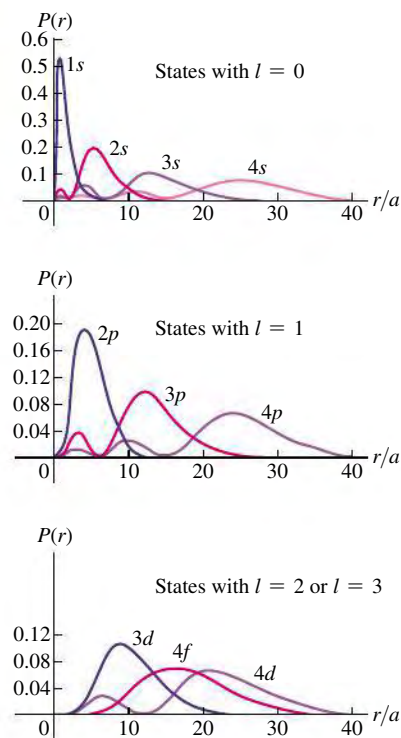 P(r)
0.6
0.5
0.4
0.3
0.2
0.1
1s
States with l = 0
2s
3s
4s
0 10 20 30 40 r/a
P(r)
0.20
0.16
0.12
0.08
0.04
2p
States with l = 1
3p
4p
0 10 20 30 40 r/a
P(r)
States with l = 2 or l = 3
0.12
0.08
0.04
3d
4f
4d
0 10 20 30 40 r/a